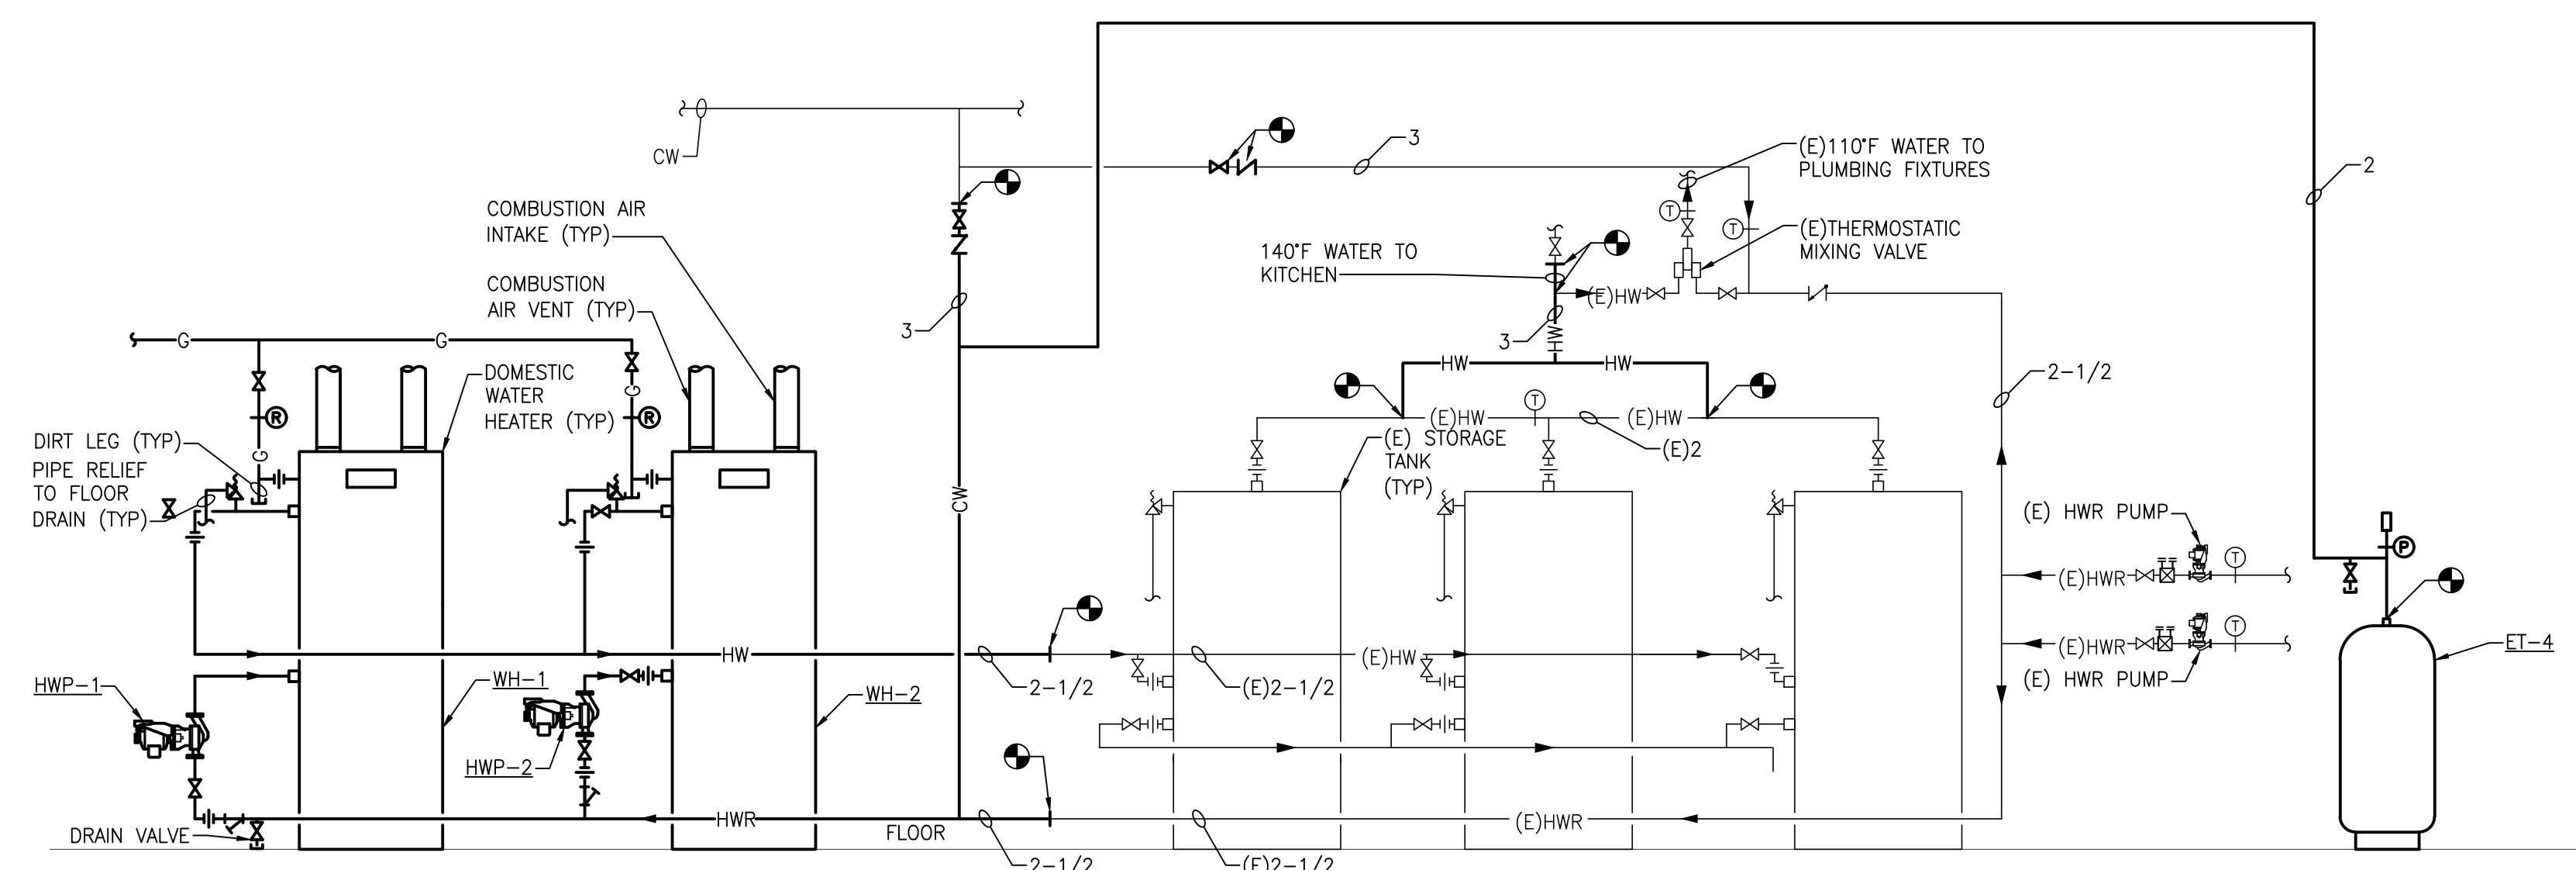 CW
3
(E)110°F WATER TO
PLUMBING FIXTURES
2
T
T
COMBUSTION AIR
INTAKE (TYP)
(E)THERMOSTATIC
MIXING VALVE
140°F WATER TO
KITCHEN
(E)HW
COMBUSTION
AIR VENT (TYP)
3
3
G
G
HW
HW
2-1/2
DOMESTIC
WATER
HEATER (TYP)
G
R
R
T
(E)HW
(E)HW
(E)2
(E) STORAGE
TANK
(TYP)
DIRT LEG (TYP)
G
PIPE RELIEF
TO FLOOR
DRAIN (TYP)
CW
(E) HWR PUMP
P
T
(E)HWR
T
(E)HWR
(E) HWR PUMP
ET-4
HW
(E)HW
2-1/2
(E)2-1/2
HWP-1
WH-1
WH-2
HWP-2
HWR
(E)HWR
FLOOR
DRAIN VALVE
2-1/2
(E)2-1/2